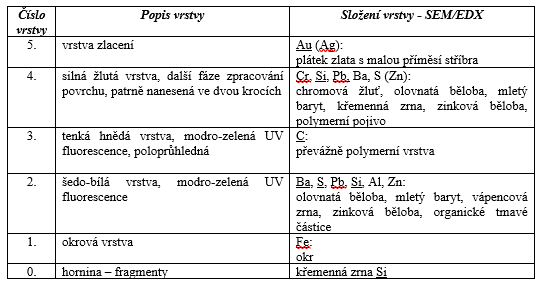 Číslo vrstvy Popis vrstvy Složení vrstvy - SEM/EDX
5. vrstva zlacení Au (Ag):
plátek zlata s malou příměsí stříbra
4. silná žlutá vrstva, další fáze zpracování povrchu, patrně nanesená ve dvou krocích
Cr, Si, Pb, Ba, S (Zn):
chromová žluť, olovnatá běloba, mletý
baryt, křemenná zrna, zinková běloba,
polymerní pojivo
3. tenká hnědá vrstva, modro-zelená UV
fluorescence, poloprůhledná
C:
převážně polymerní vrstva
2. šedo-bílá vrstva, modro-zelená UV
fluorescence
Ba, S, Pb, Si, Al, Zn:
olovnatá běloba, mletý baryt, vápencová
zrna, zinková běloba, organické tmavé
částice
1. okrová vrstva Fe:
okr
0. hornina – fragmenty křemenná zrna Si